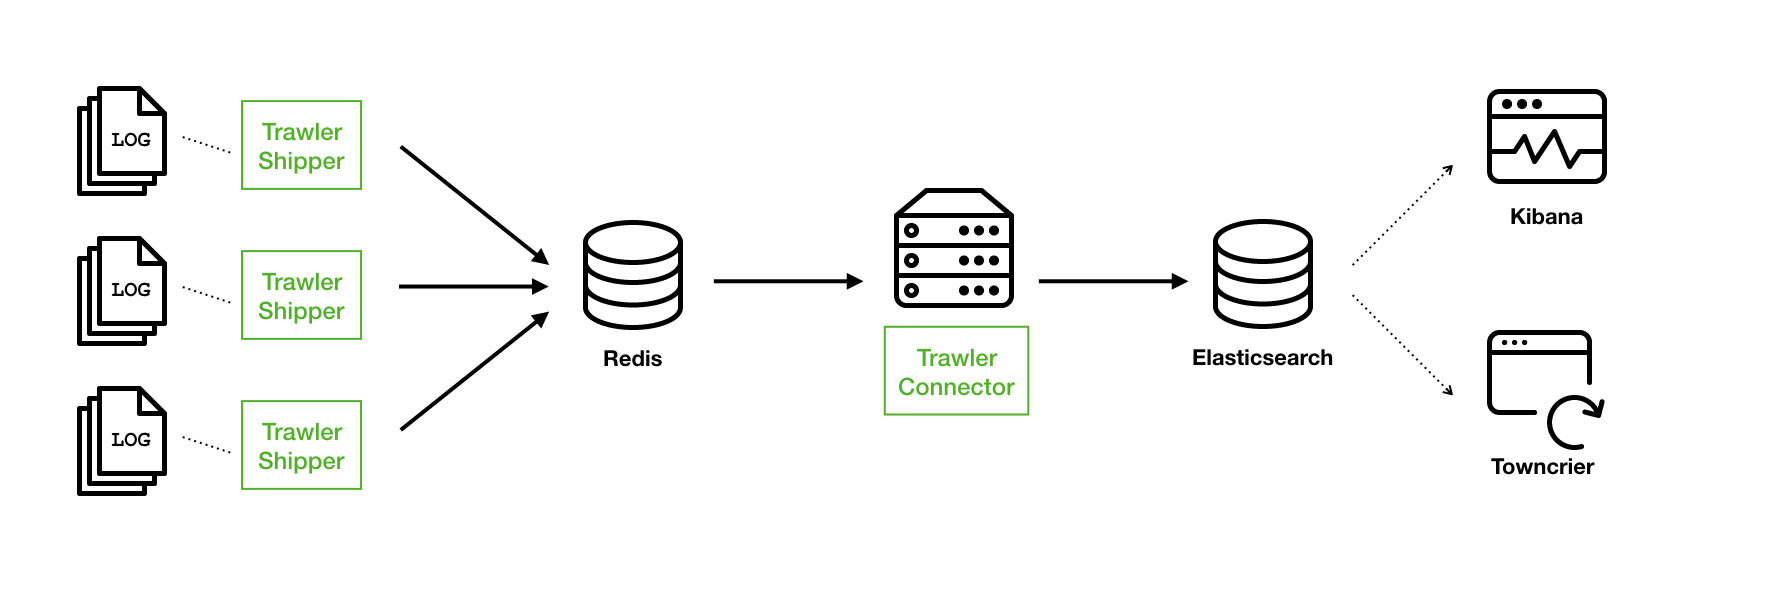 LOG
Trawler
Shipper
LOG
Trawler
Shipper
LOG
Trawler
Shipper
Redis
Trawler
Connector
Elasticsearch
Kibana
Towncrier